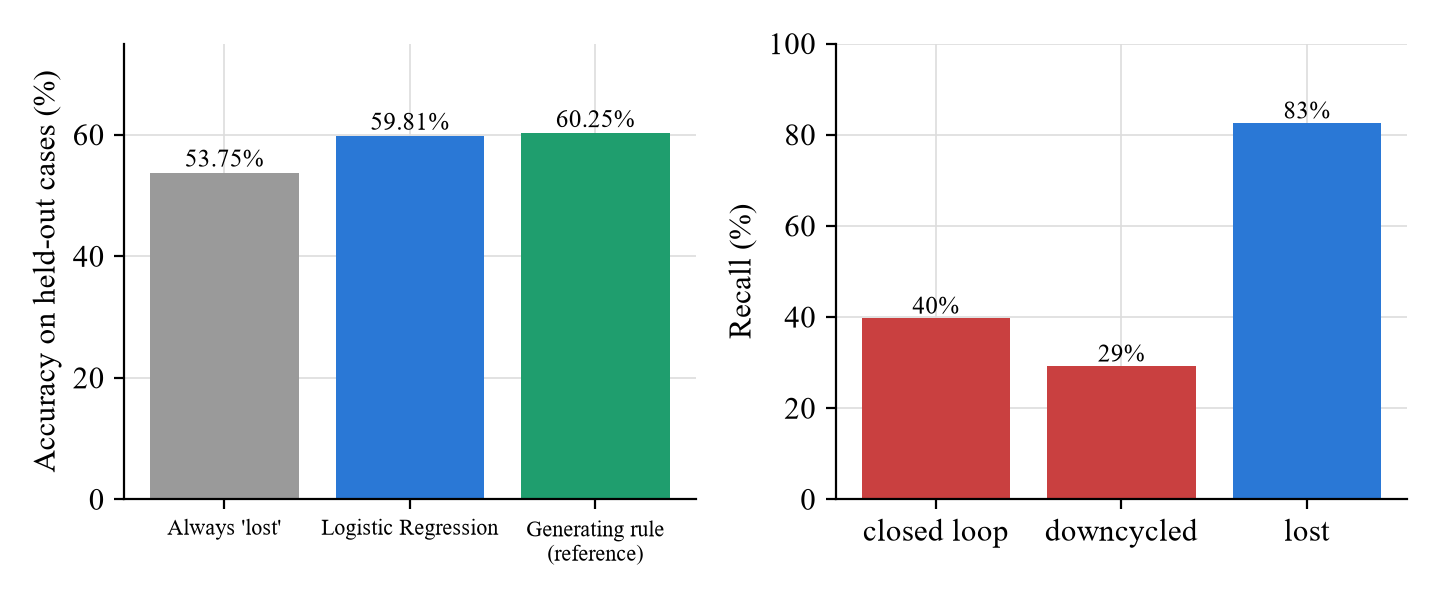 Accuracy on held-out cases (%)
60
40
20
0
53.75%
59.81%
60.25%
Always 'lost'
Logistic Regression
Generating rule
(reference)
Recall (%)
100
80
60
40
20
0
40%
29%
83%
closed loop
downcycled
lost